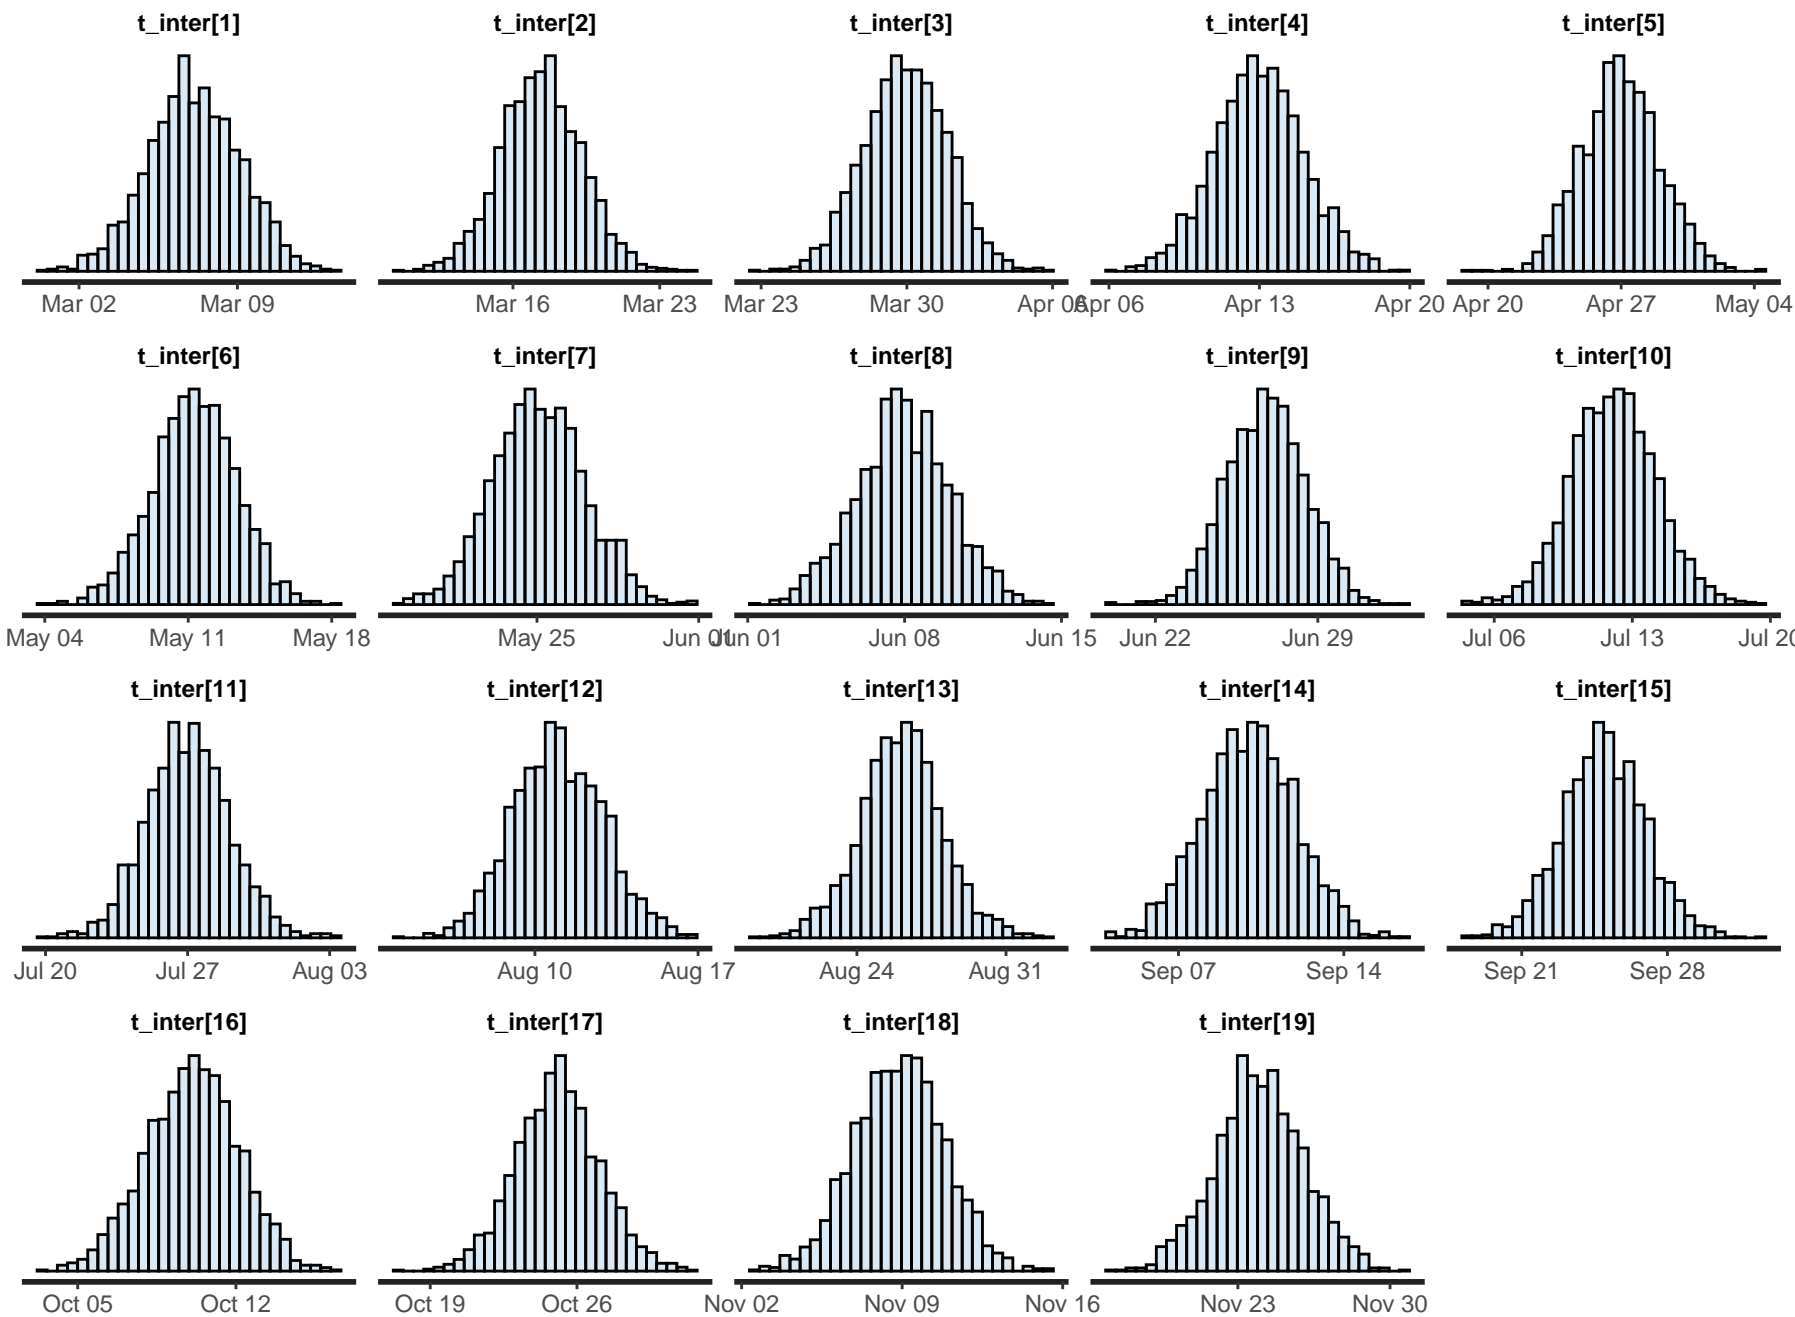 t_inter[1] t_inter[2] t_inter[3] t_inter[4] t_inter[5]
Mar 02 Mar 09 Mar 16 Mar 23 Mar 23 Mar 30 Apr 06 Apr 06 Apr 13 Apr 20 Apr 20 Apr 27 May 04
t_inter[6] t_inter[7] t_inter[8] t_inter[9] t_inter[10]
May 04 May 11 May 18 May 25 Jun 01 Jun 01 Jun 08 Jun 15 Jun 22 Jun 29 Jul 06 Jul 13 Jul 20
t_inter[11] t_inter[12] t_inter[13] t_inter[14] t_inter[15]
Jul 20 Jul 27 Aug 03 Aug 10 Aug 17 Aug 24 Aug 31 Sep 07 Sep 14 Sep 21 Sep 28
t_inter[16] t_inter[17] t_inter[18] t_inter[19]
Oct 05 Oct 12 Oct 19 Oct 26 Nov 02 Nov 09 Nov 16 Nov 23 Nov 30